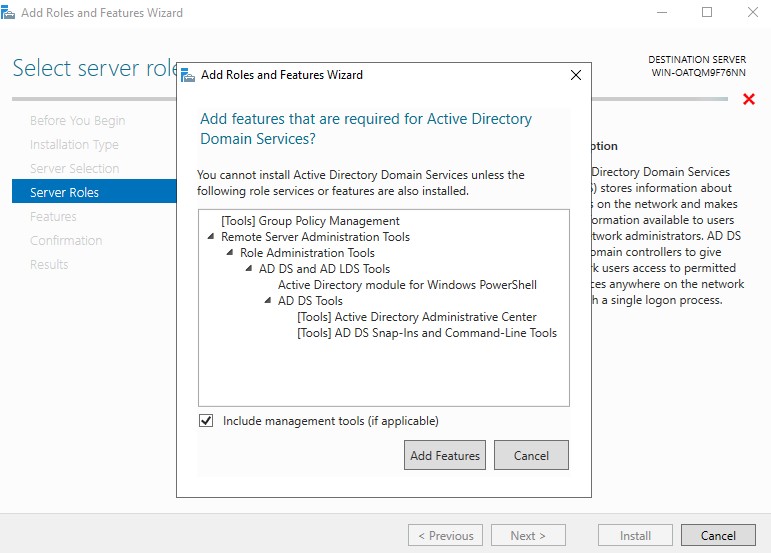 Add Roles and Features Wizard
Select server role
DESTINATION SERVER
WIN-OATQM9F76NN
Before You Begin
Installation Type
Server Selection
Server Roles
Features
Confirmation
Results
Add Roles and Features Wizard
Add features that are required for Active Directory
Domain Services?
You cannot install Active Directory Domain Services unless the
following role services or features are also installed.
[Tools] Group Policy Management
Remote Server Administration Tools
Role Administration Tools
AD DS and AD LDS Tools
Active Directory module for Windows PowerShell
AD DS Tools
[Tools] Active Directory Administrative Center
[Tools] AD DS Snap-Ins and Command-Line Tools
Include management tools (if applicable)
Add Features
Cancel
ption
Directory Domain Services
) stores information about
on the network and makes
ormation available to users
twork administrators. AD DS
omain controllers to give
rk users access to permitted
ces anywhere on the network
h a single logon process.
< Previous
Next >
Install
Cancel